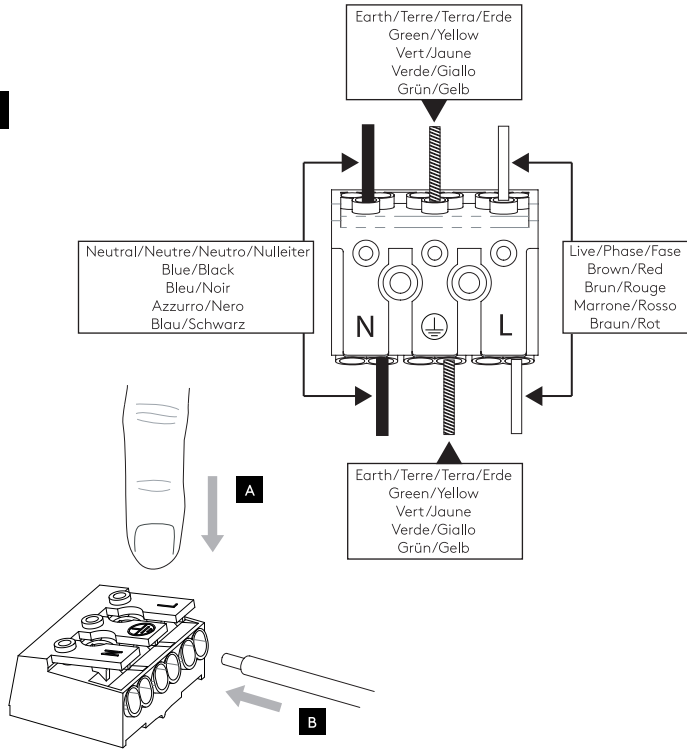 Earth/Terre/Terra/Erde
Green/Yellow
Vert/Jaune
Verde/Giallo
Grün/Gelb
Neutral/Neutre/Neutro/Nulleiter
Blue/Black
Bleu/Noir
Azzurro/Nero
Blau/Schwarz
Live/Phase/Fase
Brown/Red
Brun/Rouge
Marrone/Rosso
Braun/Rot
N
L
Earth/Terre/Terra/Erde
Green/Yellow
Vert/Jaune
Verde/Giallo
Grün/Gelb
A
L
N
B